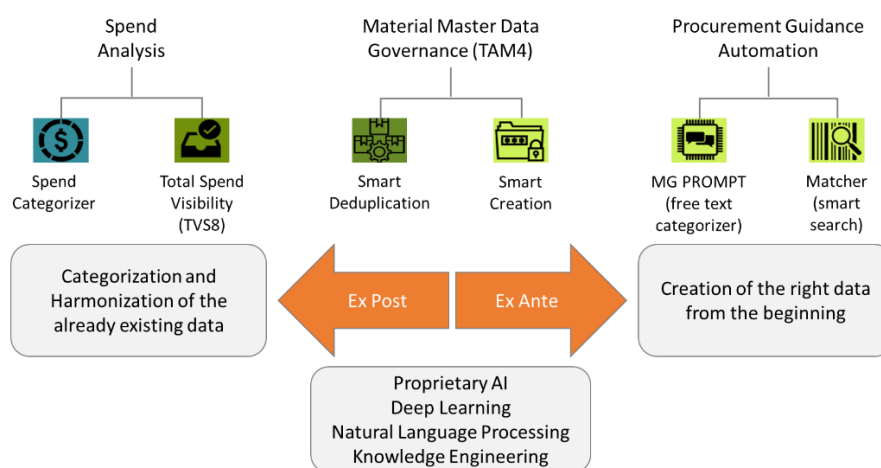 Spend
Analysis
Material Master Data
Governance (TAM4)
Procurement Guidance
Automation
Spend
Categorizer
Total Spend
Visibility
(TVS8)
Smart
Deduplication
Smart
Creation
MG PROMPT
(free text
categorizer)
Matcher
(smart
search)
Categorization and
Harmonization of the
already existing data
Ex Post
Ex Ante
Creation of the right data
from the beginning
Proprietary AI
Deep Learning
Natural Language Processing
Knowledge Engineering